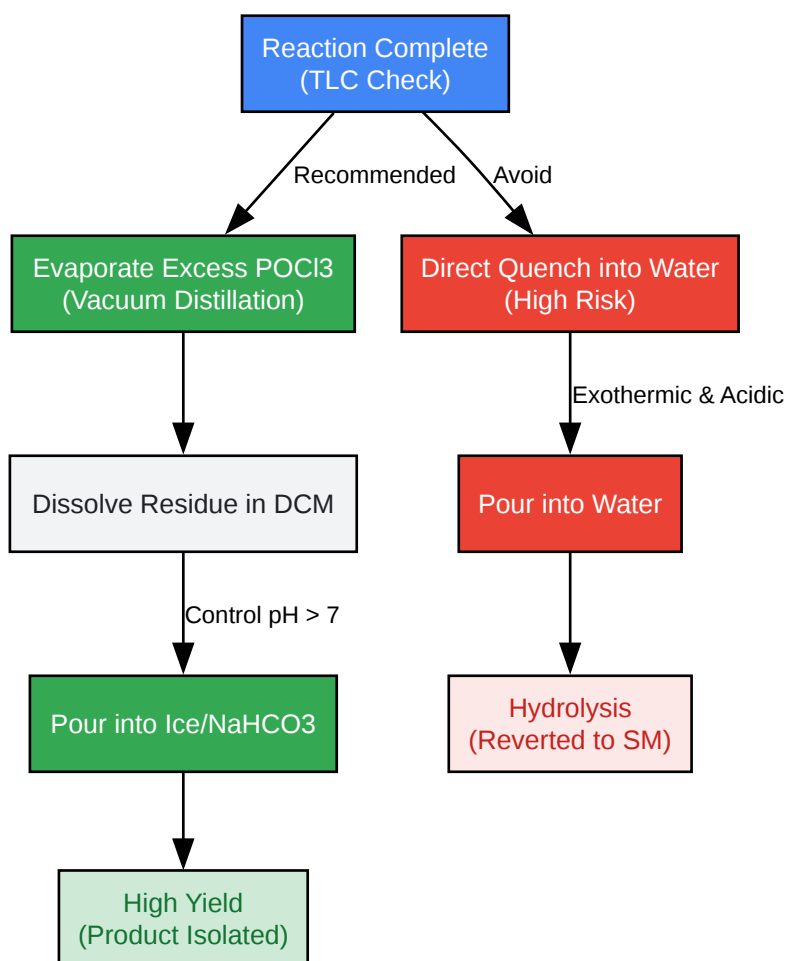 Reaction Complete
(TLC Check)
Recommended
Avoid
Evaporate Excess POCl3
(Vacuum Distillation)
Direct Quench into Water
(High Risk)
Exothermic & Acidic
Dissolve Residue in DCM
Pour into Water
Control pH > 7
Pour into Ice/NaHCO3
Hydrolysis
(Reverted to SM)
High Yield
(Product Isolated)